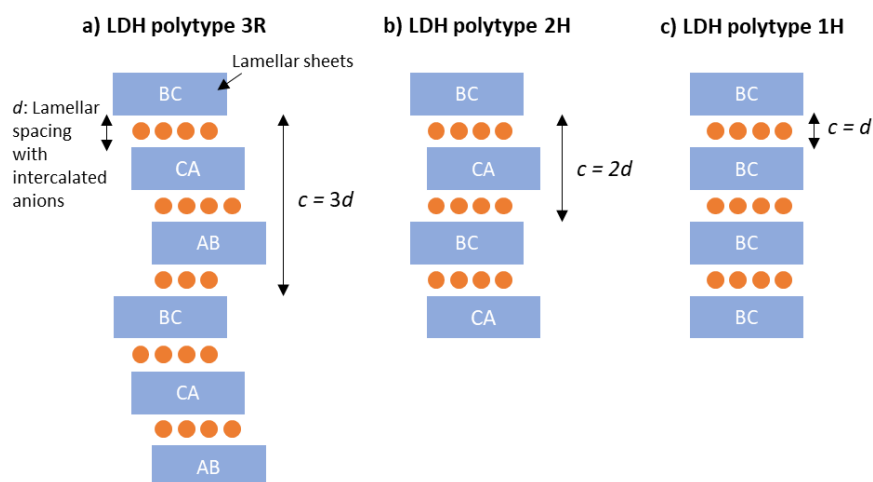 a) LDH polytype 3R
b) LDH polytype 2H
c) LDH polytype 1H
Lamellar sheets
BC
d: Lamellar
spacing
with
intercalated
anions
CA
c = 3d
AB
BC
CA
AB
BC
CA
c = 2d
BC
CA
BC
c = d
BC
BC
BC